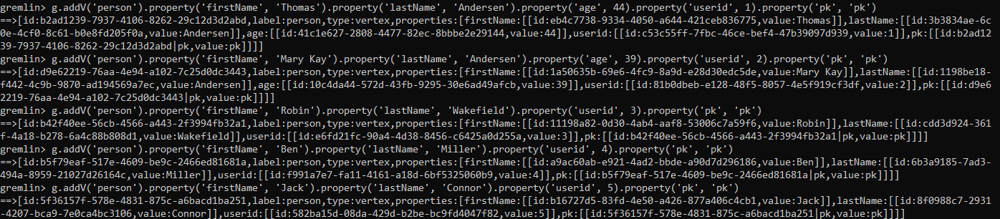 gremlin> g.addV('person').property('firstName', 'Thomas').property('lastName', 'Andersen').property('age', 44).property('userid', 1).property('pk', 'pk')
==>[id:b2ad1239-7937-4106-8262-29c12d3d2abd,label:person,type:vertex,properties:[firstName:[[id:eb4c7738-9334-4050-a644-421ceb836775,value:Thomas]],lastName:[[id:3b3834ae-6c
0e-4cf0-8c61-b0e8fd205f0a,value:Andersen]],age:[[id:41c1e627-2808-4477-82ec-8bbbe2e29144,value:44]],userid:[[id:c53c55ff-7fbc-46ce-bef4-47b39097d939,value:1]],pk:[[id:b2ad12
39-7937-4106-8262-29c12d3d2abd|pk,value:pk]]]]
gremlin> g.addV('person').property('firstName', 'Mary Kay').property('lastName', 'Andersen').property('age', 39).property('userid', 2).property('pk', 'pk')
==>[id:d9e62219-76aa-4e94-a102-7c25d0dc3443,label:person,type:vertex,properties:[firstName:[[id:1a50635b-69e6-4fc9-8a9d-e28d30edc5de,value:Mary Kay]],lastName:[[id:1198be18-
f442-4c9b-9870-ad194569a7ec,value:Andersen]],age:[[id:10c4da44-572d-43fb-9295-30e6ad49afcb,value:39]],userid:[[id:81b0dbeb-e128-48f5-8057-4e5f919cf3df,value:2]],pk:[[id:d9e6
2219-76aa-4e94-a102-7c25d0dc3443|pk,value:pk]]]]
gremlin> g.addV('person').property('firstName', 'Robin').property('lastName', 'Wakefield').property('userid', 3).property('pk', 'pk')
==>[id:b42f40ee-56cb-4566-a443-2f3994fb32a1,label:person,type:vertex,properties:[firstName:[[id:11198a82-0d30-4ab4-aaf8-53006c7a59f6,value:Robin]],lastName:[[id:cdd3d924-361
f-4a18-b278-6a4c88b808d1,value:Wakefield]],userid:[[id:e6fd21fc-90a4-4d38-8456-c6425a0d255a,value:3]],pk:[[id:b42f40ee-56cb-4566-a443-2f3994fb32a1|pk,value:pk]]]]
gremlin> g.addV('person').property('firstName', 'Ben').property('lastName', 'Miller').property('userid', 4).property('pk', 'pk')
==>[id:b5f79eaf-517e-4609-be9c-2466ed81681a,label:person,type:vertex,properties:[firstName:[[id:a9ac60ab-e921-4ad2-bbde-a90d7d296186,value:Ben]],lastName:[[id:6b3a9185-7ad3-
494a-8959-21027d26164c,value:Miller]],userid:[[id:f991a7e7-fa11-4161-a18d-6bf5325060b9,value:4]],pk:[[id:b5f79eaf-517e-4609-be9c-2466ed81681a|pk,value:pk]]]]
gremlin> g.addV('person').property('firstName', 'Jack').property('lastName', 'Connor').property('userid', 5).property('pk', 'pk')
==>[id:5f36157f-578e-4831-875c-a6bacd1ba251,label:person,type:vertex,properties:[firstName:[[id:b16727d5-83fd-4e50-a426-877a406c4cb1,value:Jack]],lastName:[[id:8f0988c7-2931
-4207-bca9-7e0ca4bc3106,value:Connor]],userid:[[id:582ba15d-08da-429d-b2be-bc9fd4047f82,value:5]],pk:[[id:5f36157f-578e-4831-875c-a6bacd1ba251|pk,value:pk]]]]